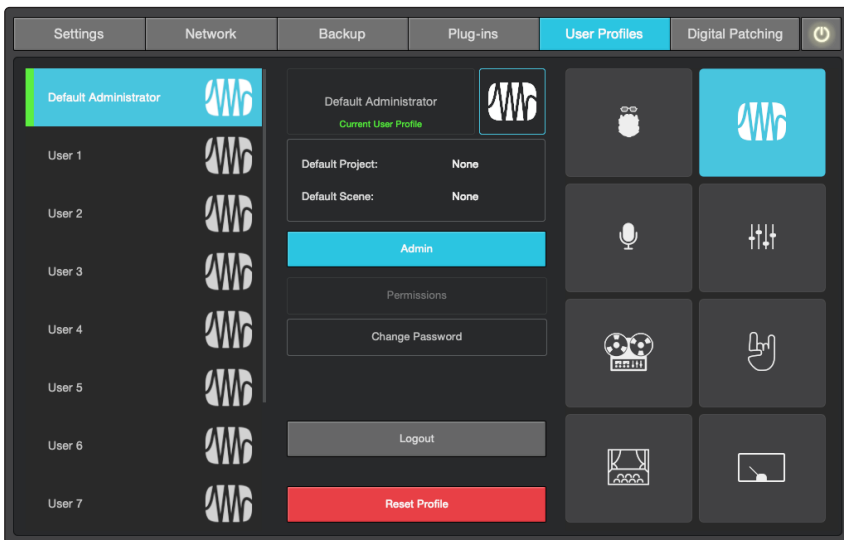 Settings
Network
Backup
Plug-ins
User Profiles
Digital Patching
Default Administrator
User 1
User 2
User 3
User 4
User 5
User 6
User 7
Default Administrator
Current User Profile
Default Project: None
Default Scene: None
Admin
Permissions
Change Password
Logout
Reset Profile